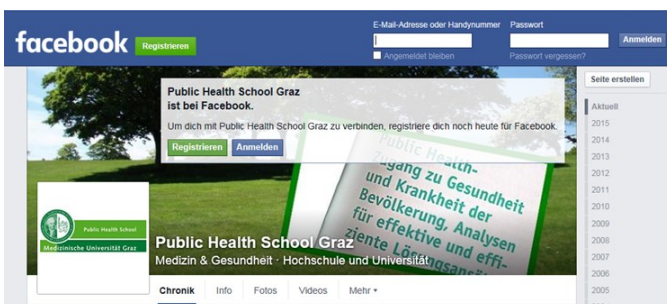 E-Mail-Adresse oder Handynummer Passwort
facebook Registrieren Anmelden
Angemeldet bleiben Passwort vergessen?
Seite erstellen
Public Health School Graz
ist bei Facebook.
Um dich mit Public Health School Graz zu verbinden, registriere dich noch heute für Facebook.
Registrieren Anmelden
Public Health-
Zugang zu Gesundheit
und Krankheit der
Bevölkerung, Analysen
für effektive und effi-
ziente
Public Health School
Medizinische Universität Graz
Public Health School Graz
Medizin & Gesundheit · Hochschule und Universität
Chronik Info Fotos Videos Mehr
Aktuell
2015
2014
2013
2012
2011
2010
2009
2008
2007
2006
2005